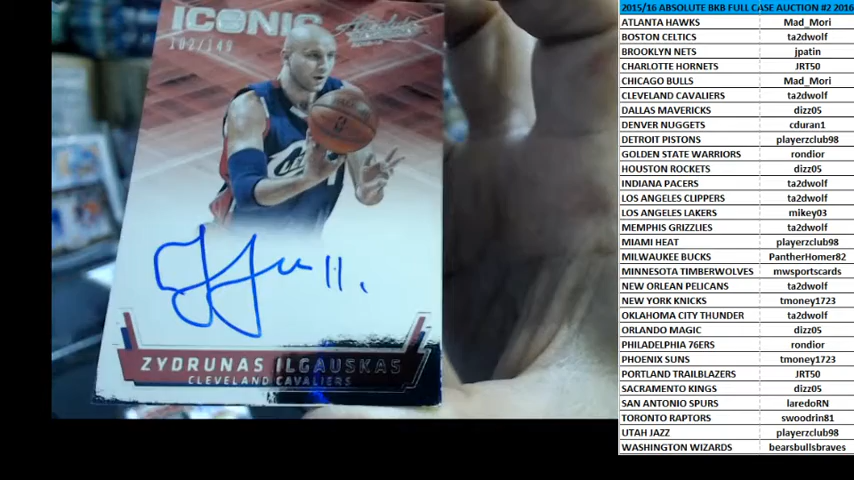 ICONIC
Absolute
102/149
ZYDRUNAS ILGAUSKAS
CLEVELAND CAVALIERS
2015/16 ABSOLUTE BKB FULL CASE AUCTION #2 2016
ATLANTA HAWKS Mad_Mori
BOSTON CELTICS ta2dwolf
BROOKLYN NETS jpatin
CHARLOTTE HORNETS JRT50
CHICAGO BULLS Mad_Mori
CLEVELAND CAVALIERS ta2dwolf
DALLAS MAVERICKS dizz05
DENVER NUGGETS cduran1
DETROIT PISTONS playerzclub98
GOLDEN STATE WARRIORS rondior
HOUSTON ROCKETS dizz05
INDIANA PACERS ta2dwolf
LOS ANGELES CLIPPERS ta2dwolf
LOS ANGELES LAKERS mikey03
MEMPHIS GRIZZLIES ta2dwolf
MIAMI HEAT playerzclub98
MILWAUKEE BUCKS PantherHomer82
MINNESOTA TIMBERWOLVES mwsportscards
NEW ORLEAN PELICANS ta2dwolf
NEW YORK KNICKS tmoney1723
OKLAHOMA CITY THUNDER ta2dwolf
ORLANDO MAGIC dizz05
PHILADELPHIA 76ERS rondior
PHOENIX SUNS tmoney1723
PORTLAND TRAILBLAZERS JRT50
SACRAMENTO KINGS dizz05
SAN ANTONIO SPURS laredoRN
TORONTO RAPTORS swoodrin81
UTAH JAZZ playerzclub98
WASHINGTON WIZARDS bearsbullsbraves